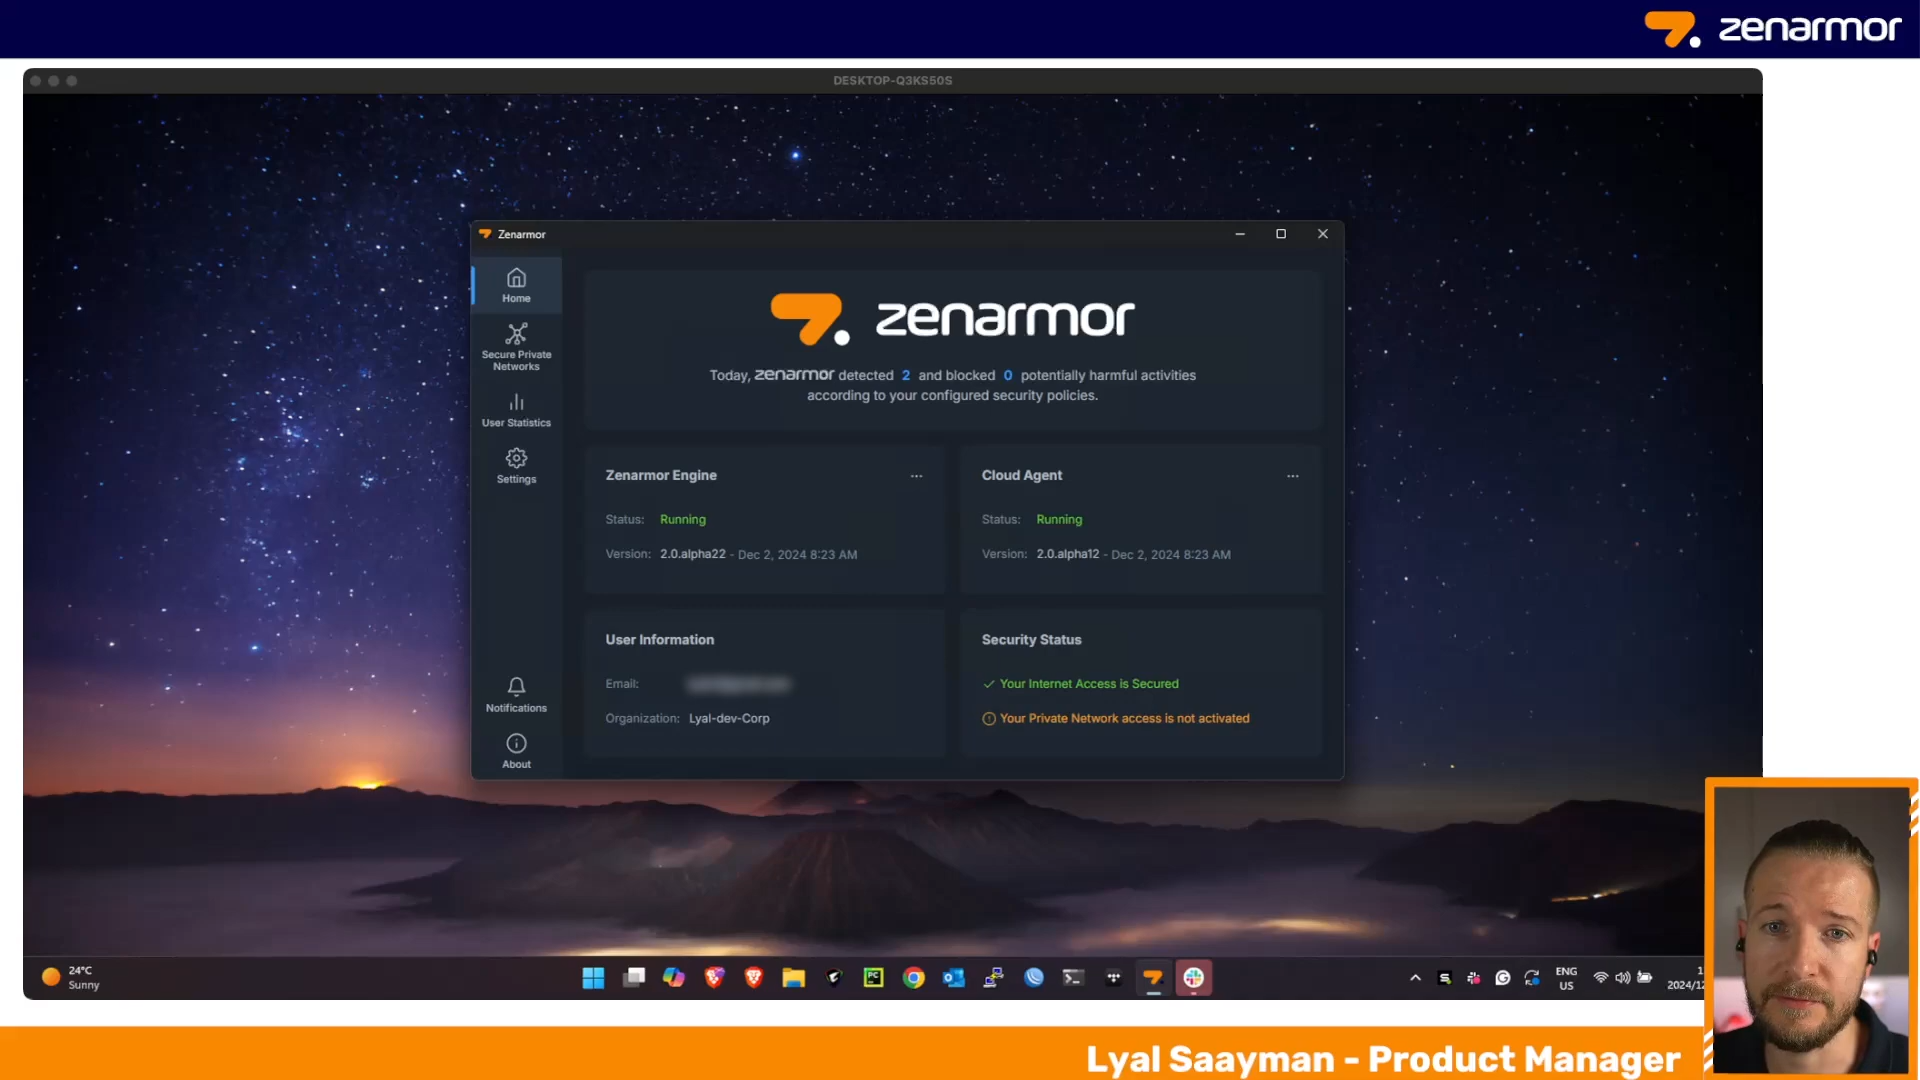 zenarmor
DESKTOP-Q3KS50S
Zenarmor
Home
Secure Private
Networks
User Statistics
Settings
Notifications
About
zenarmor
Today, zenarmor detected 2 and blocked 0 potentially harmful activities
according to your configured security policies.
Zenarmor Engine
Status: Running
Version: 2.0.alpha22 - Dec 2, 2024 8:23 AM
Cloud Agent
Status: Running
Version: 2.0.alpha12 - Dec 2, 2024 8:23 AM
User Information
Email:
Organization: Lyal-dev-Corp
Security Status
Your Internet Access is Secured
Your Private Network access is not activated
24°C
Sunny
PC
ENG
US
2024/12
Lyal Saayman - Product Manager